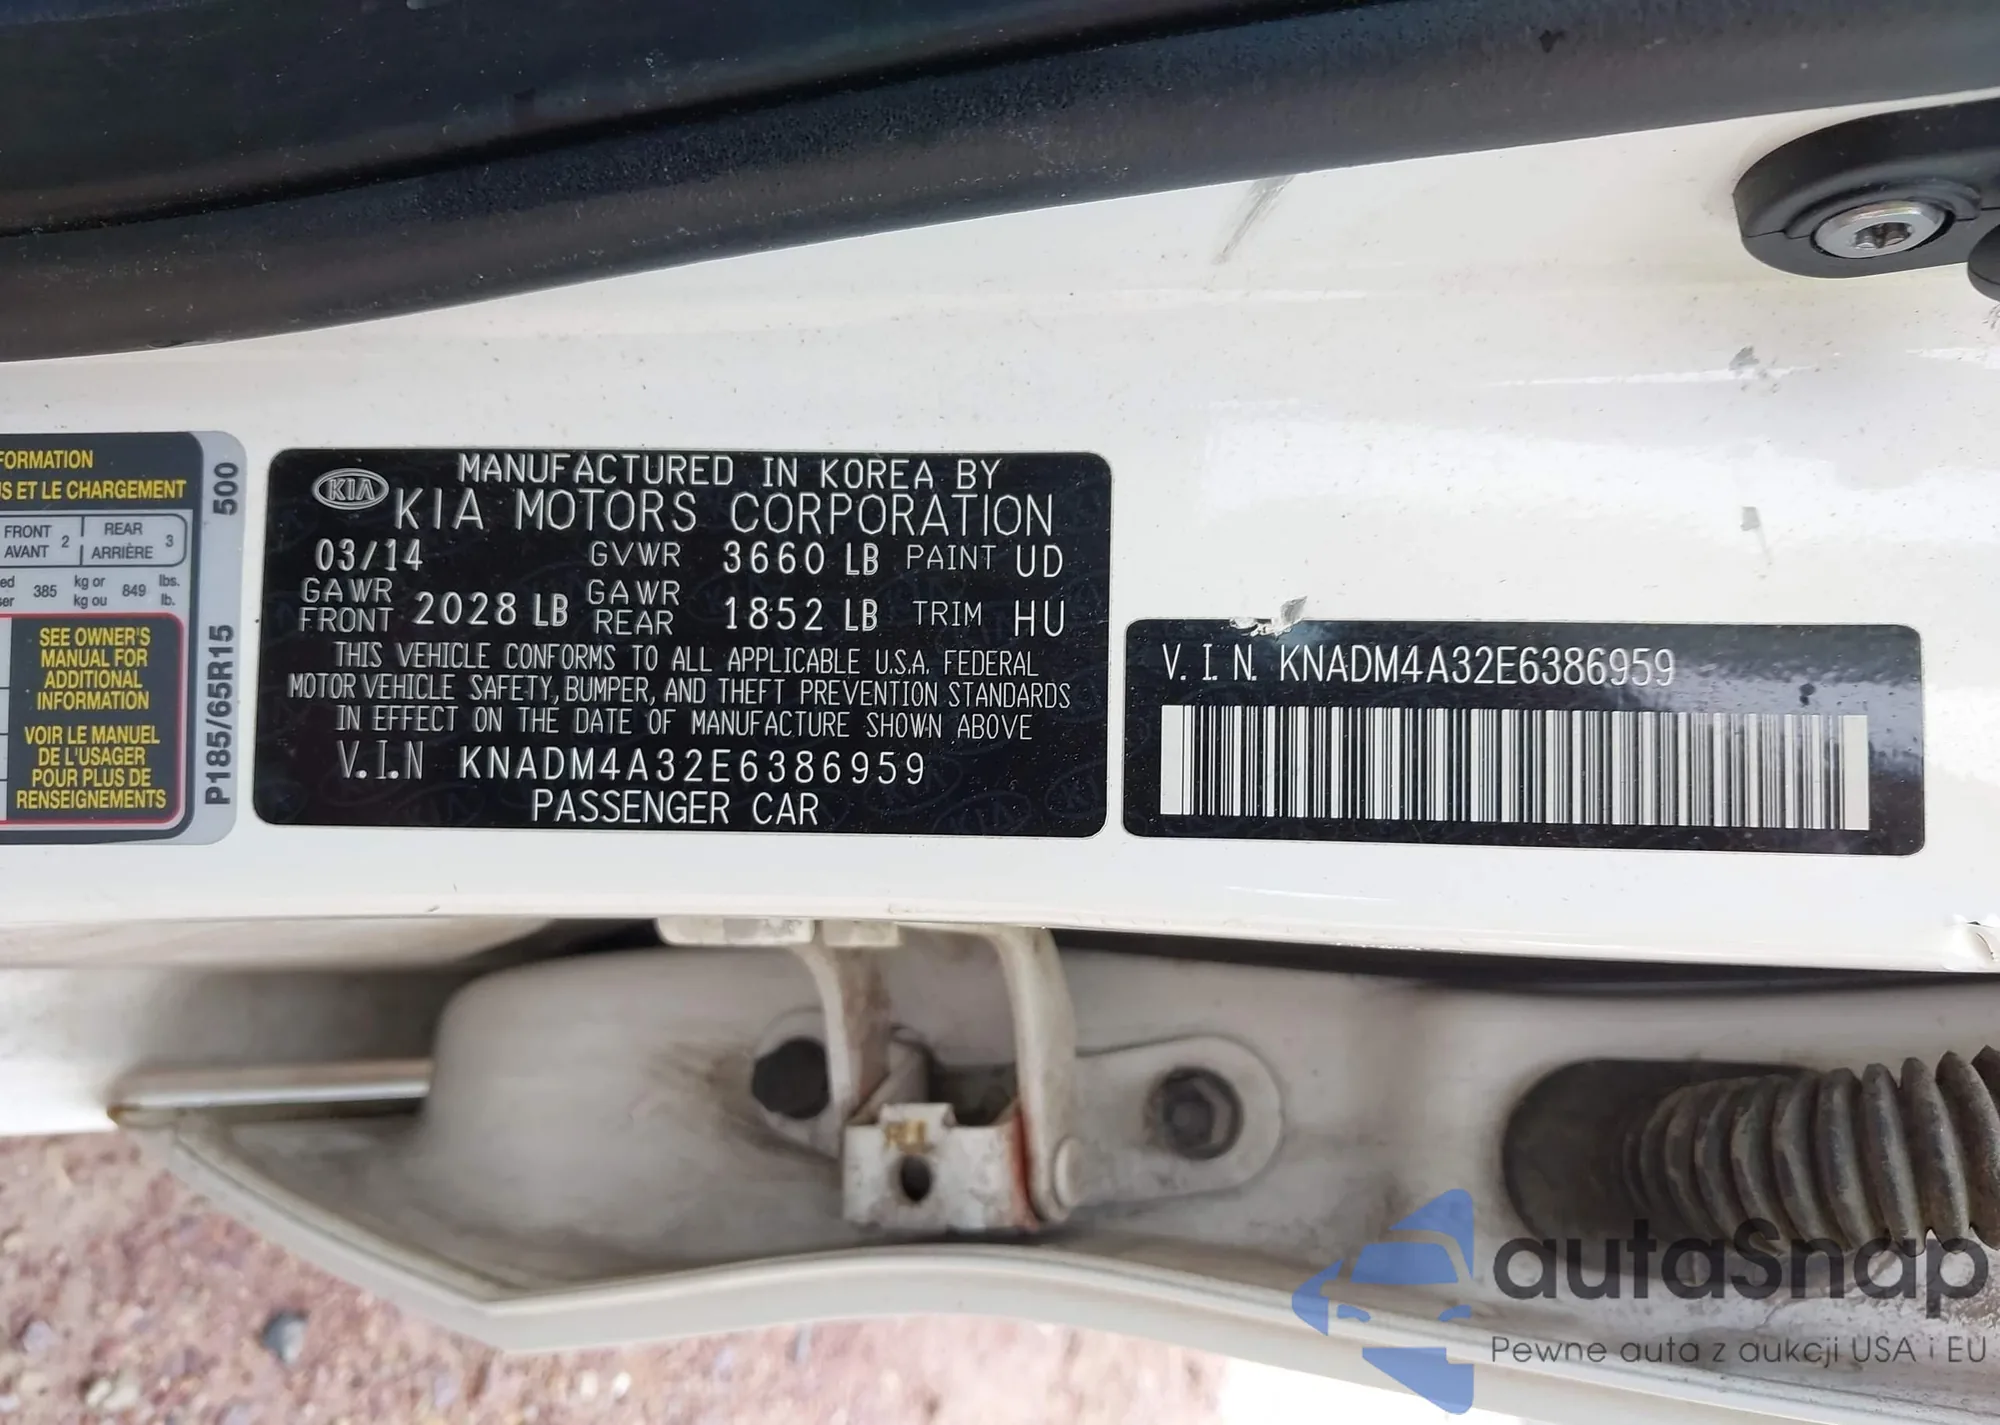 FORMATION
US ET LE CHARGEMENT
FRONT
AVANT 2
REAR
ARRIÈRE 3
385 kg or
kg ou 849 lbs.
lb.
SEE OWNER'S
MANUAL FOR
ADDITIONAL
INFORMATION
VOIR LE MANUEL
DE L'USAGER
POUR PLUS DE
RENSEIGNEMENTS
P185/65R15 500
KIA
MANUFACTURED IN KOREA BY
KIA MOTORS CORPORATION
03/14 GVWR 3660 LB PAINT UD
GAWR
FRONT 2028 LB GAWR
REAR 1852 LB TRIM HU
THIS VEHICLE CONFORMS TO ALL APPLICABLE U.S.A. FEDERAL
MOTOR VEHICLE SAFETY, BUMPER, AND THEFT PREVENTION STANDARDS
IN EFFECT ON THE DATE OF MANUFACTURE SHOWN ABOVE
V.I.N KNADM4A32E6386959
PASSENGER CAR
V.I.N. KNADM4A32E6386959
autaSnap
Pewne auta z aukcji USA i EU